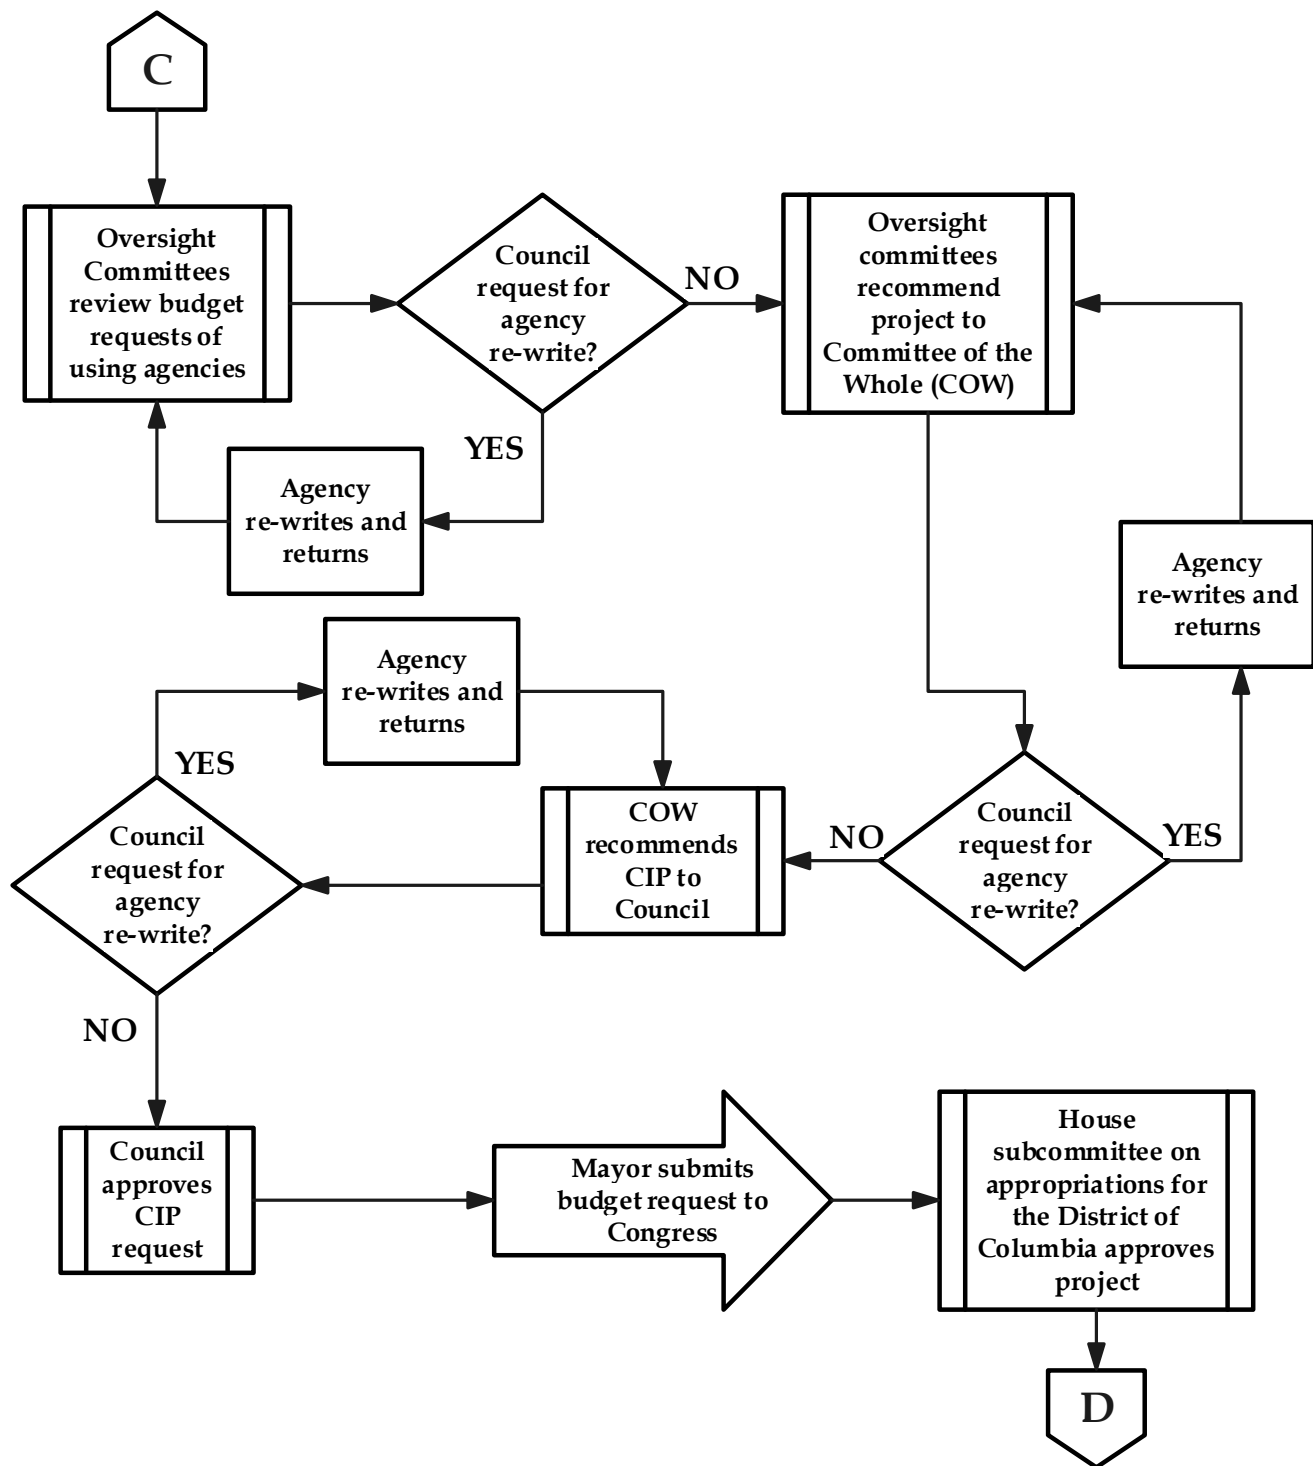 C
Oversight
Committees
review budget
requests of
using agencies
Council
request for
agency
re-write?
NO
YES
Oversight
committees
recommend
project to
Committee of the
Whole (COW)
Agency
re-writes and
returns
Agency
re-writes and
returns
Agency
re-writes and
returns
YES
Council
request for
agency
re-write?
NO
COW
recommends
CIP to
Council
NO
Council
request for
agency
re-write?
YES
Council
approves
CIP
request
Mayor submits
budget request to
Congress
House
subcommittee on
appropriations for
the District of
Columbia approves
project
D